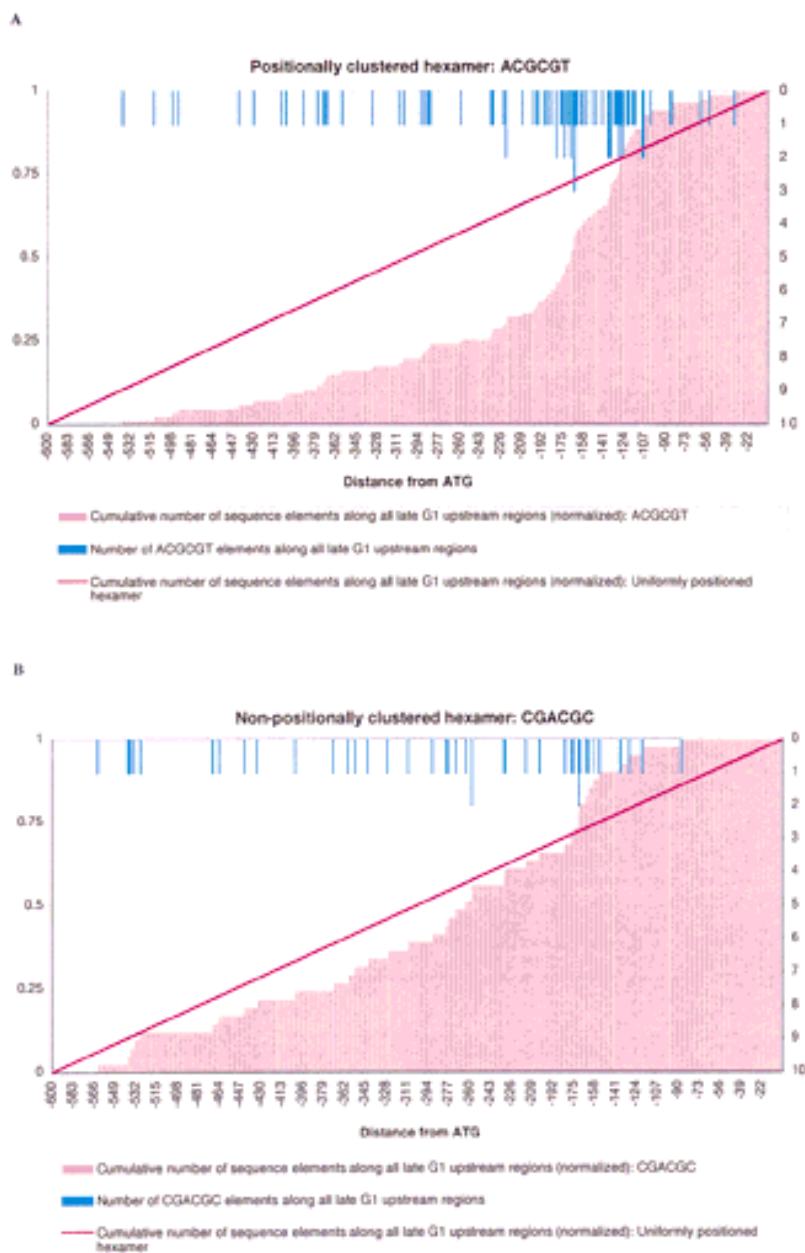 A
Positionally clustered hexamer: ACGCGT
1
0.75
0.5
0.25
0
0
1
2
3
4
5
6
7
8
9
10
-600 -583 -566 -549 -532 -515 -498 -481 -464 -447 -430 -413 -396 -379 -362 -345 -328 -311 -294 -277 -260 -243 -226 -209 -192 -175 -158 -141 -124 -107 -90 -73 -56 -39 -22
Distance from ATG
Cumulative number of sequence elements along all late G1 upstream regions (normalized): ACGCGT
Number of ACGCGT elements along all late G1 upstream regions
Cumulative number of sequence elements along all late G1 upstream regions (normalized): Uniformly positioned
hexamer
B
Non-positionally clustered hexamer: CGACGC
1
0.75
0.5
0.25
0
0
1
2
3
4
5
6
7
8
9
10
-600 -583 -566 -549 -532 -515 -498 -481 -464 -447 -430 -413 -396 -379 -362 -345 -328 -311 -294 -277 -260 -243 -226 -209 -192 -175 -158 -141 -124 -107 -90 -73 -56 -39 -22
Distance from ATG
Cumulative number of sequence elements along all late G1 upstream regions (normalized): CGACGC
Number of CGACGC elements along all late G1 upstream regions
Cumulative number of sequence elements along all late G1 upstream regions (normalized): Uniformly positioned
hexamer